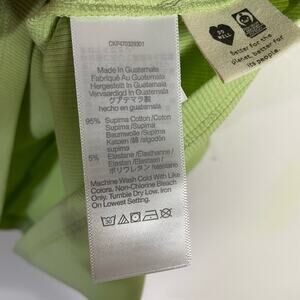 CKF470329301
Made In Guatemala
Fabriqué Au Guatemala
Hergestellt In Guatemala
Vervaardigd In Guatemala
グアテマラ製
hecho en guatemala
95% Supima Cotton /Coton
Supima /Supima
Baumwolle /Supima
Katoen /綿 /algodón
supima
5% Elastane /Elasthanne /
Elastan /Elastaan /
ポリウレタン /elastano
Machine Wash Cold With Like
Colors, Non-Chlorine Bleach
Only. Tumble Dry Low. Iron
On Lowest Setting.
DO
WELL
better for the
planet, better for
its people.